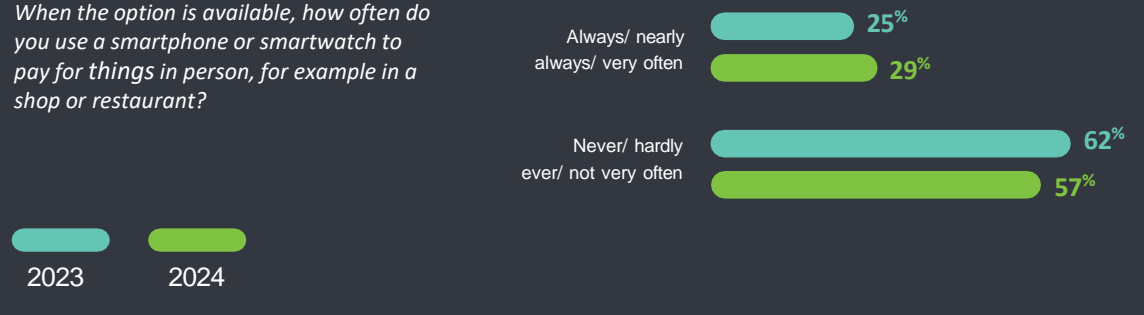 When the option is available, how often do
you use a smartphone or smartwatch to
pay for things in person, for example in a
shop or restaurant?
Always/ nearly
always/ very often
25%
29%
Never/ hardly
ever/ not very often
62%
57%
2023
2024